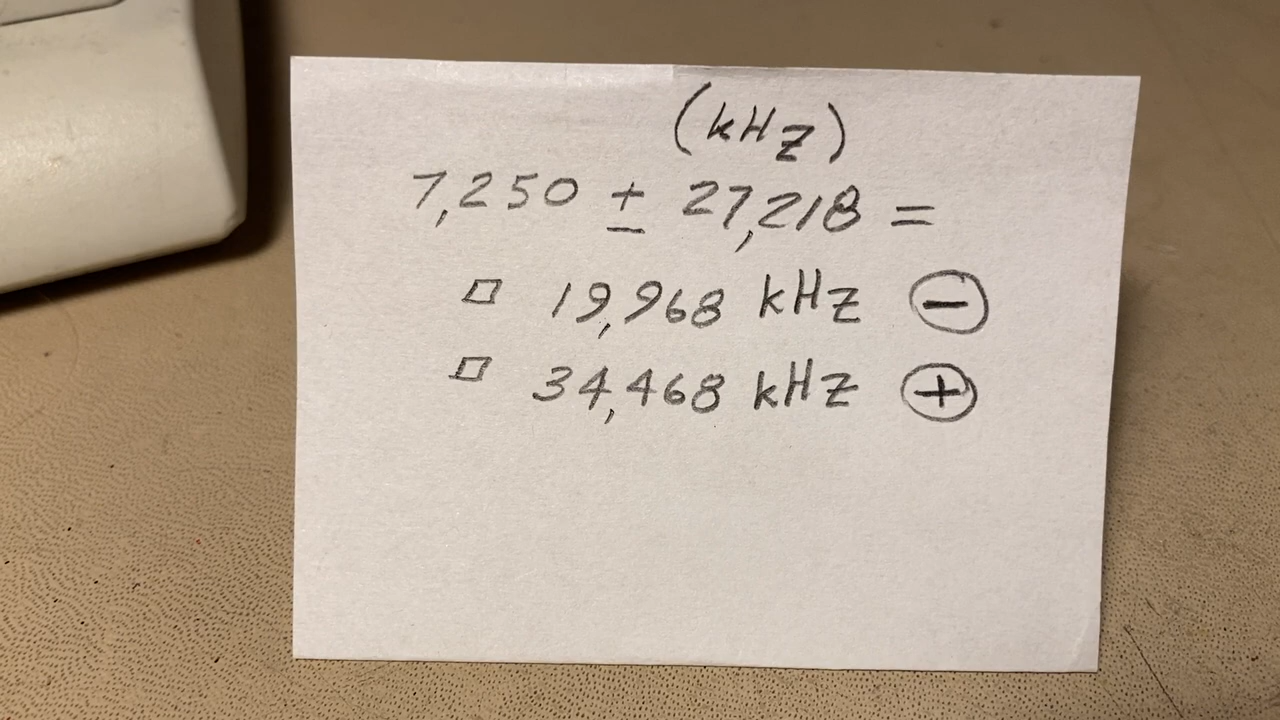 (kHz)
7,250 ± 27,218 =
▱ 19,968 kHz ⊖
▱ 34,468 kHz ⊕